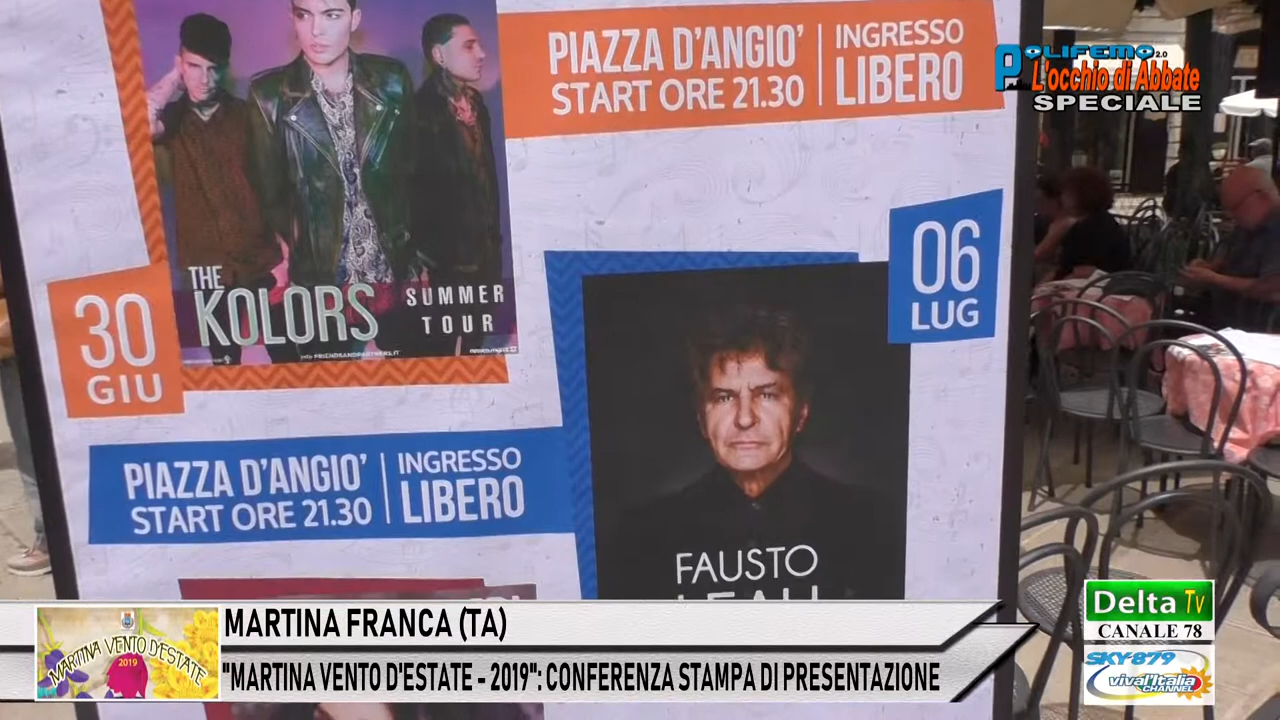 PIAZZA D'ANGIO'
START ORE 21.30
INGRESSO
LIBERO
POLIFEMO 2.0
L'occhio di Abbate
SPECIALE
THE
KOLORS
SUMMER
TOUR
30
GIU
06
LUG
PIAZZA D'ANGIO'
START ORE 21.30
INGRESSO
LIBERO
FAUSTO
LEALI
MARTINA VENTO D'ESTATE
2019
MARTINA FRANCA (TA)
"MARTINA VENTO D'ESTATE – 2019": CONFERENZA STAMPA DI PRESENTAZIONE
Delta Tv
CANALE 78
SKY-879
viva l'Italia
CHANNEL